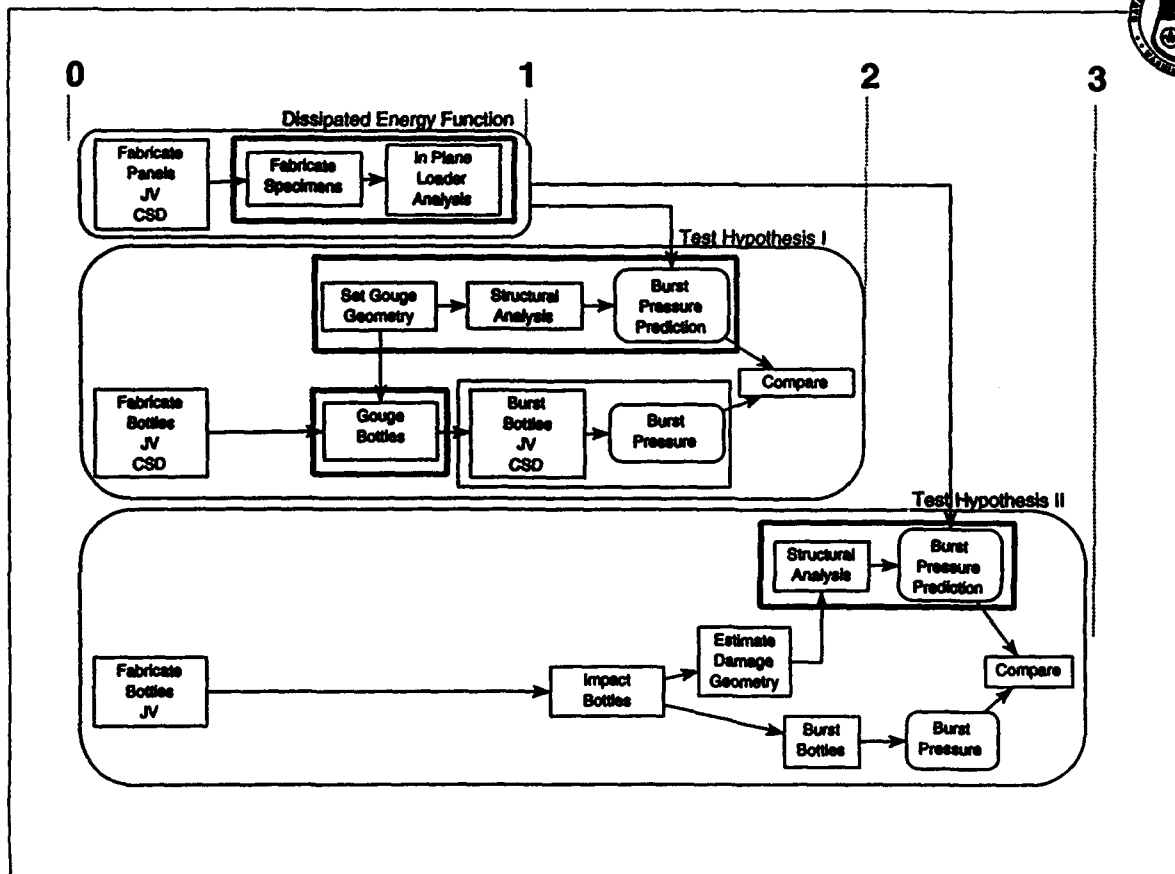 0
1
2
3
Dissipated Energy Function
Fabricate
Panels
JV
CSD
Fabricate
Specimens
In Plane
Loader
Analysis
Test Hypothesis I
Set Gouge
Geometry
Structural
Analysis
Burst
Pressure
Prediction
Compare
Fabricate
Bottles
JV
CSD
Gouge
Bottles
Burst
Bottles
JV
CSD
Burst
Pressure
Test Hypothesis II
Structural
Analysis
Burst
Pressure
Prediction
Fabricate
Bottles
JV
Impact
Bottles
Estimate
Damage
Geometry
Compare
Burst
Bottles
Burst
Pressure